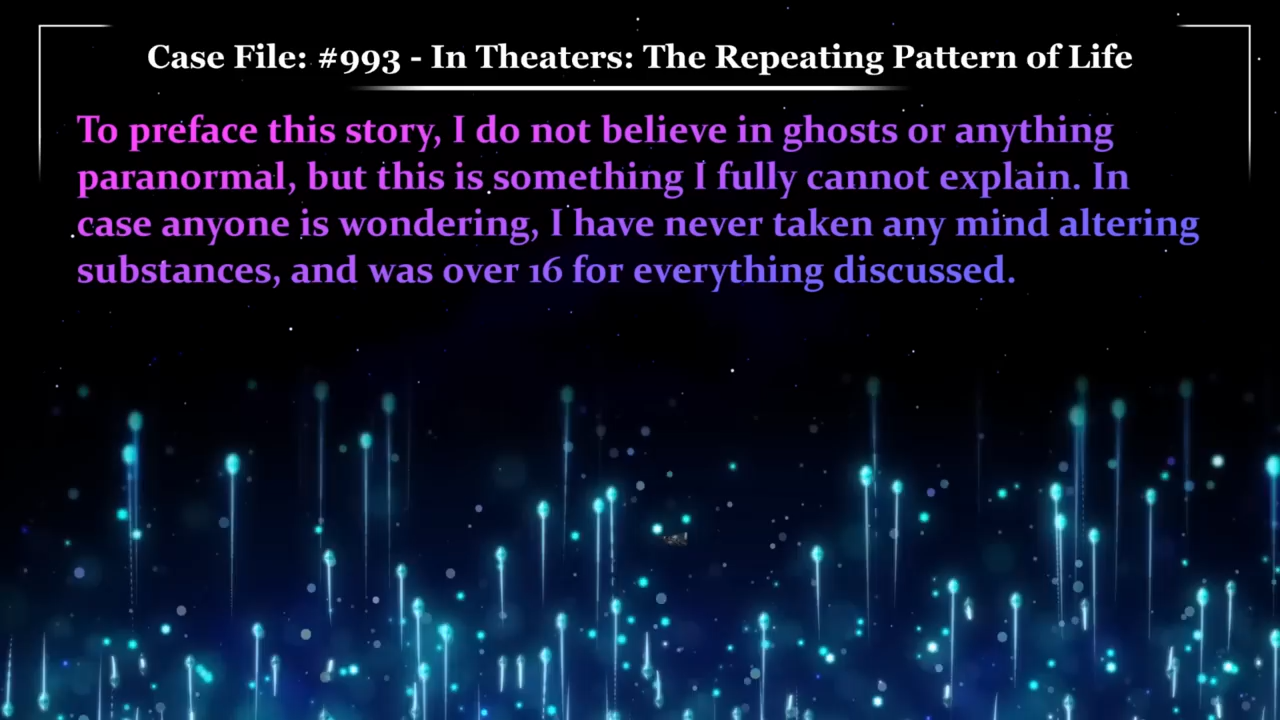 Case File: #993 - In Theaters: The Repeating Pattern of Life
To preface this story, I do not believe in ghosts or anything
paranormal, but this is something I fully cannot explain. In
case anyone is wondering, I have never taken any mind altering
substances, and was over 16 for everything discussed.